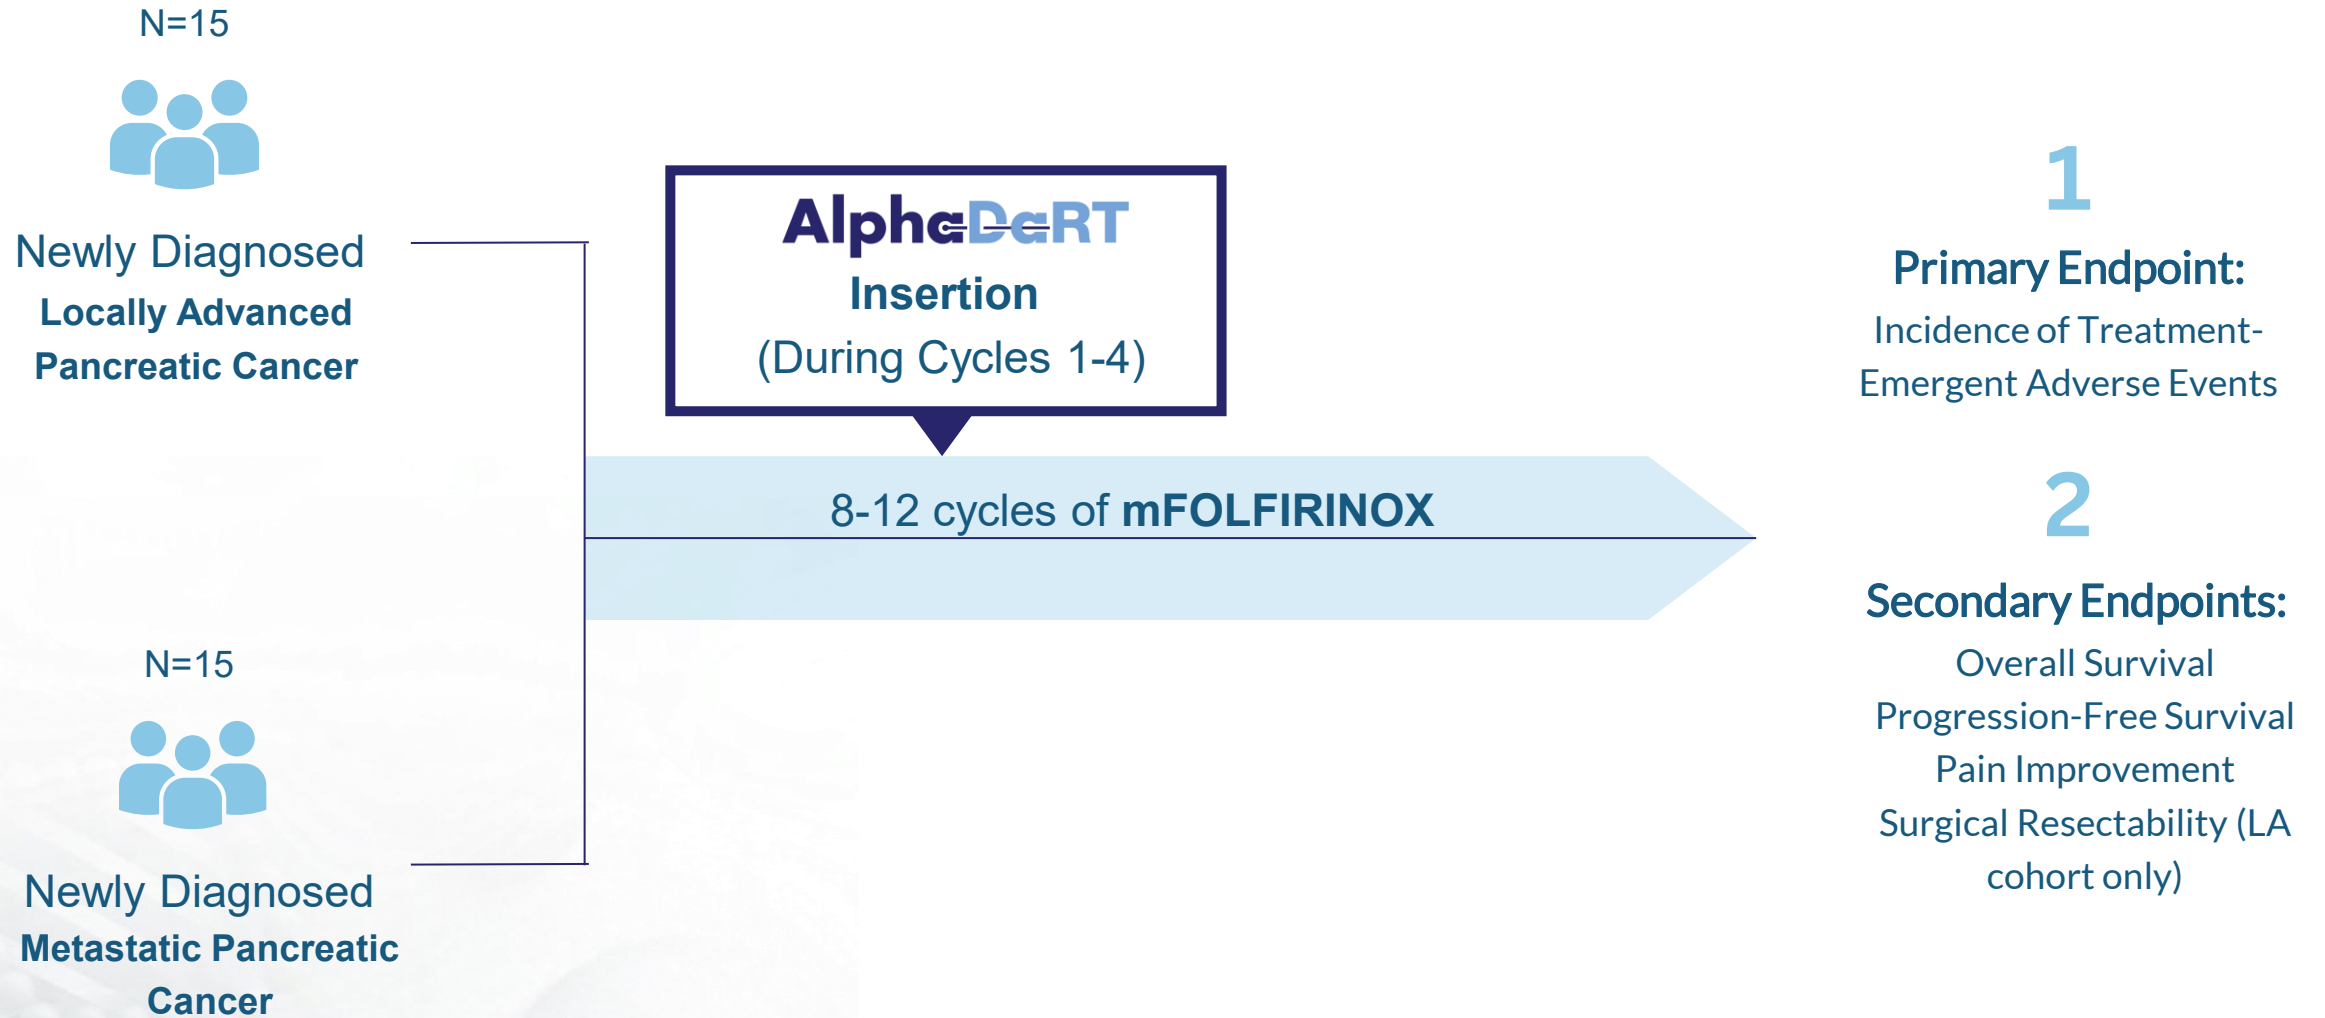 N=15
Newly Diagnosed
Locally Advanced
Pancreatic Cancer
N=15
Newly Diagnosed
Metastatic Pancreatic
Cancer
AlphaDaRT
Insertion
(During Cycles 1-4)
8-12 cycles of mFOLFIRINOX
1
Primary Endpoint:
Incidence of Treatment-
Emergent Adverse Events
2
Secondary Endpoints:
Overall Survival
Progression-Free Survival
Pain Improvement
Surgical Resectability (LA
cohort only)